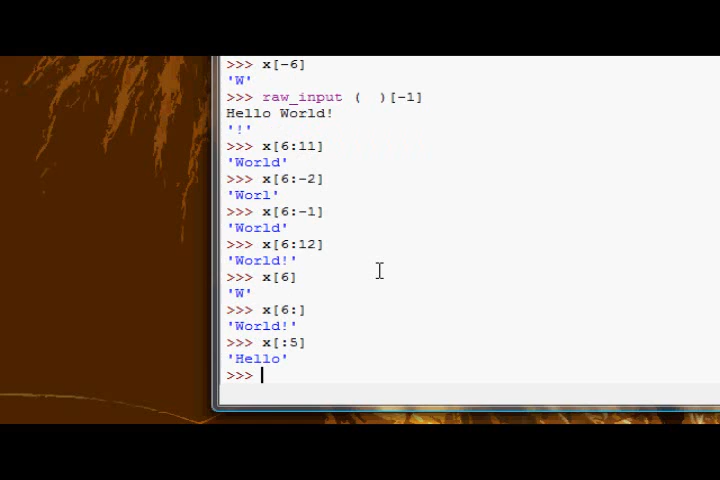 >>> x[-6]
'W'
>>> raw_input (  )[-1]
Hello World!
'!'
>>> x[6:11]
'World'
>>> x[6:-2]
'Worl'
>>> x[6:-1]
'World'
>>> x[6:12]
'World!'
>>> x[6]
'W'
>>> x[6:]
'World!'
>>> x[:5]
'Hello'
>>>